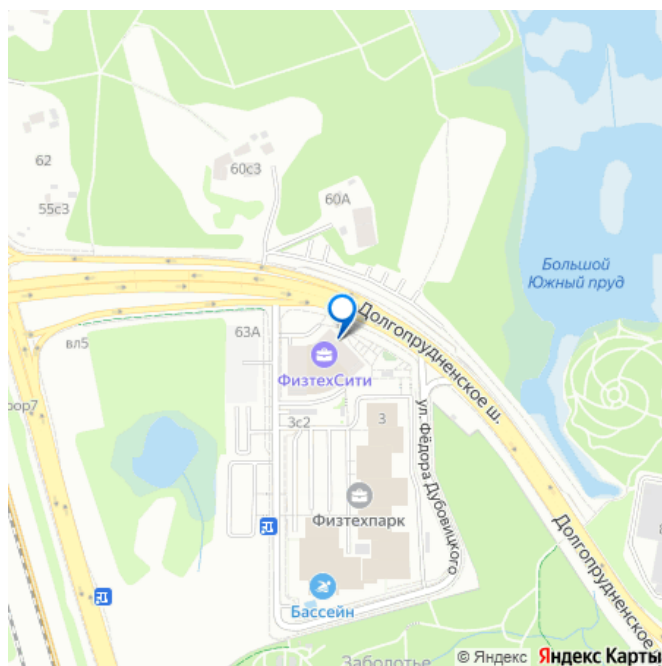 62
60с3
60А
55с3
Большой
Южный пруд
Долгопрудненское ш.
63А
вл5
ФизтехСити
3с2
3
ул. Фёдора Дубовицкого
Физтехпарк
Бассейн
Долгопрудненское
Заболотье
© Яндекс Яндекс Карты